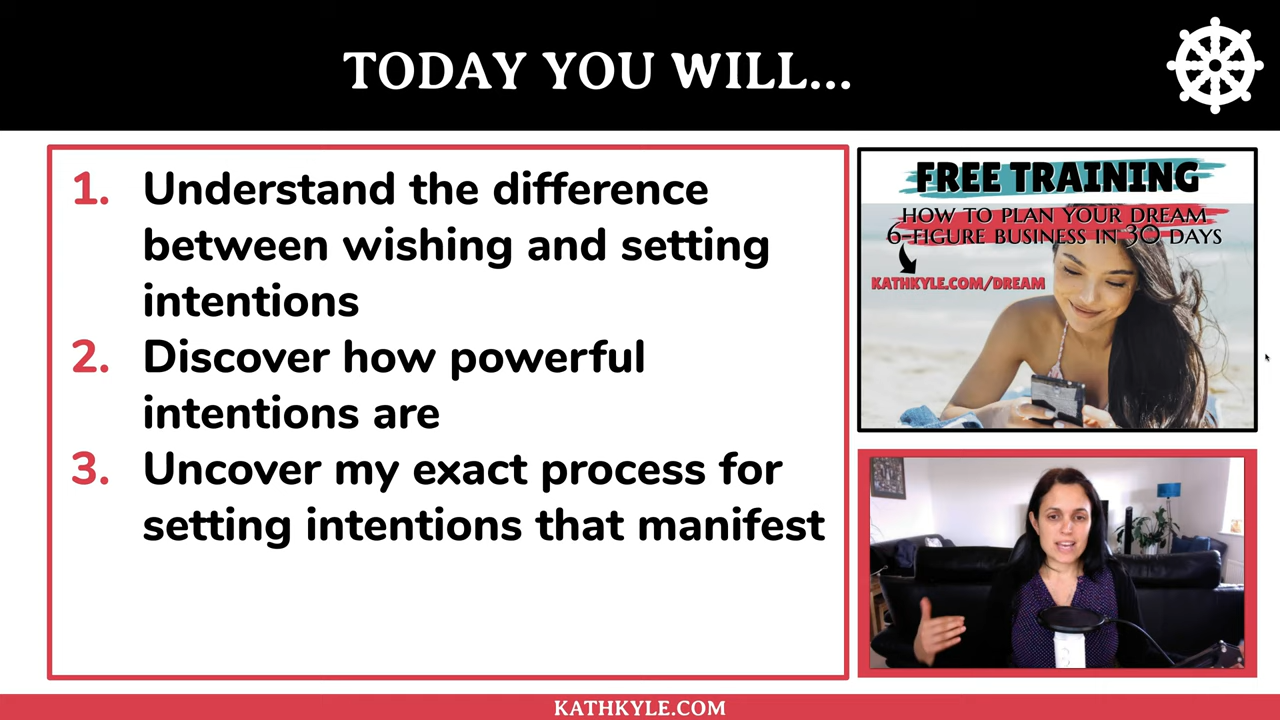 TODAY YOU WILL...
1. Understand the difference
between wishing and setting
intentions
2. Discover how powerful
intentions are
3. Uncover my exact process for
setting intentions that manifest
FREE TRAINING
HOW TO PLAN YOUR DREAM
6-FIGURE BUSINESS IN 30 DAYS
KATHKYLE.COM/DREAM
KATHKYLE.COM